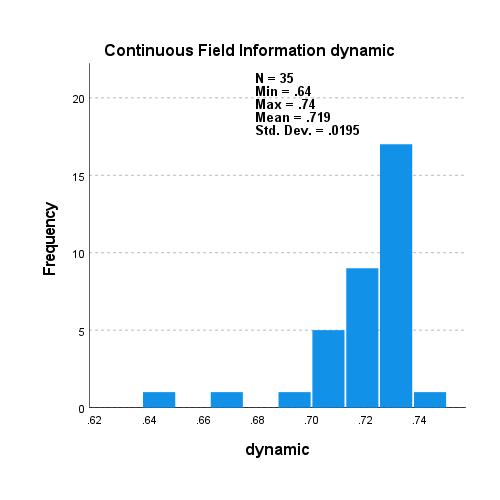 Continuous Field Information dynamic
N = 35
Min = .64
Max = .74
Mean = .719
Std. Dev. = .0195
20
15
10
5
0
Frequency
.62 .64 .66 .68 .70 .72 .74
dynamic